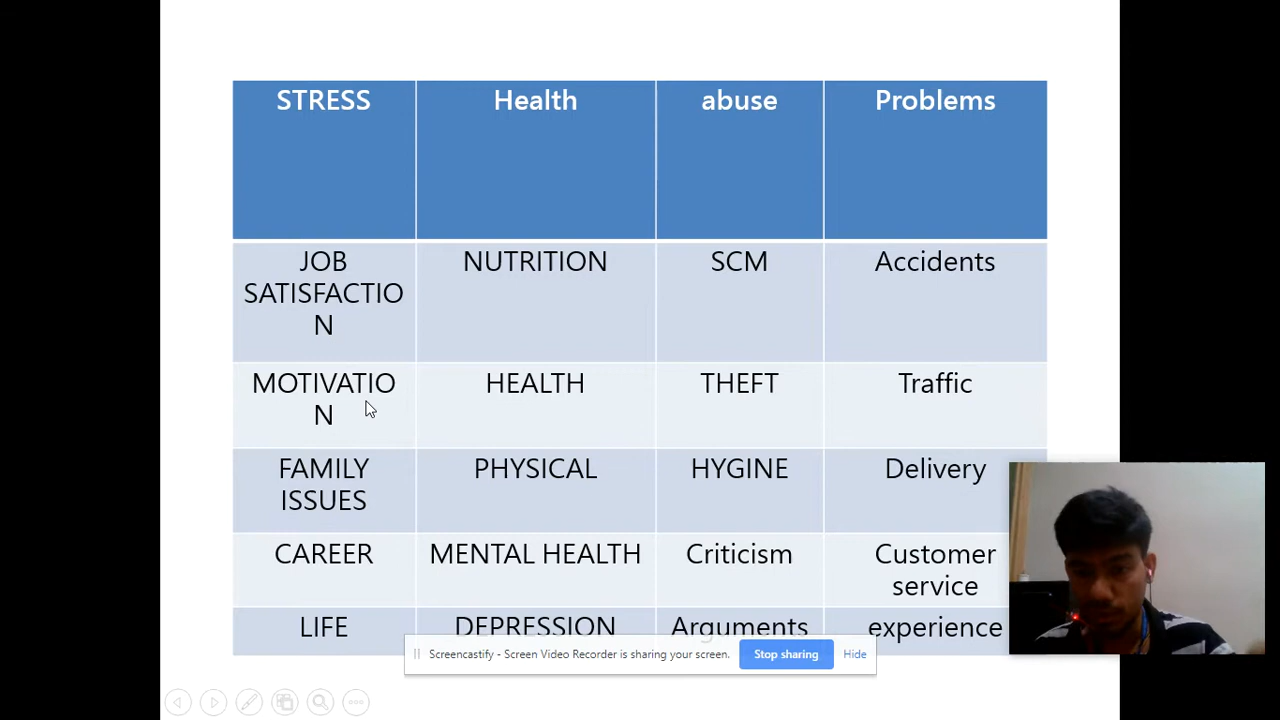 STRESS Health abuse Problems
JOB SATISFACTIO N NUTRITION SCM Accidents
MOTIVATIO N HEALTH THEFT Traffic
FAMILY ISSUES PHYSICAL HYGINE Delivery
CAREER MENTAL HEALTH Criticism Customer service
LIFE DEPRESSION Arguments experience
Screencastify - Screen Video Recorder is sharing your screen. Stop sharing Hide